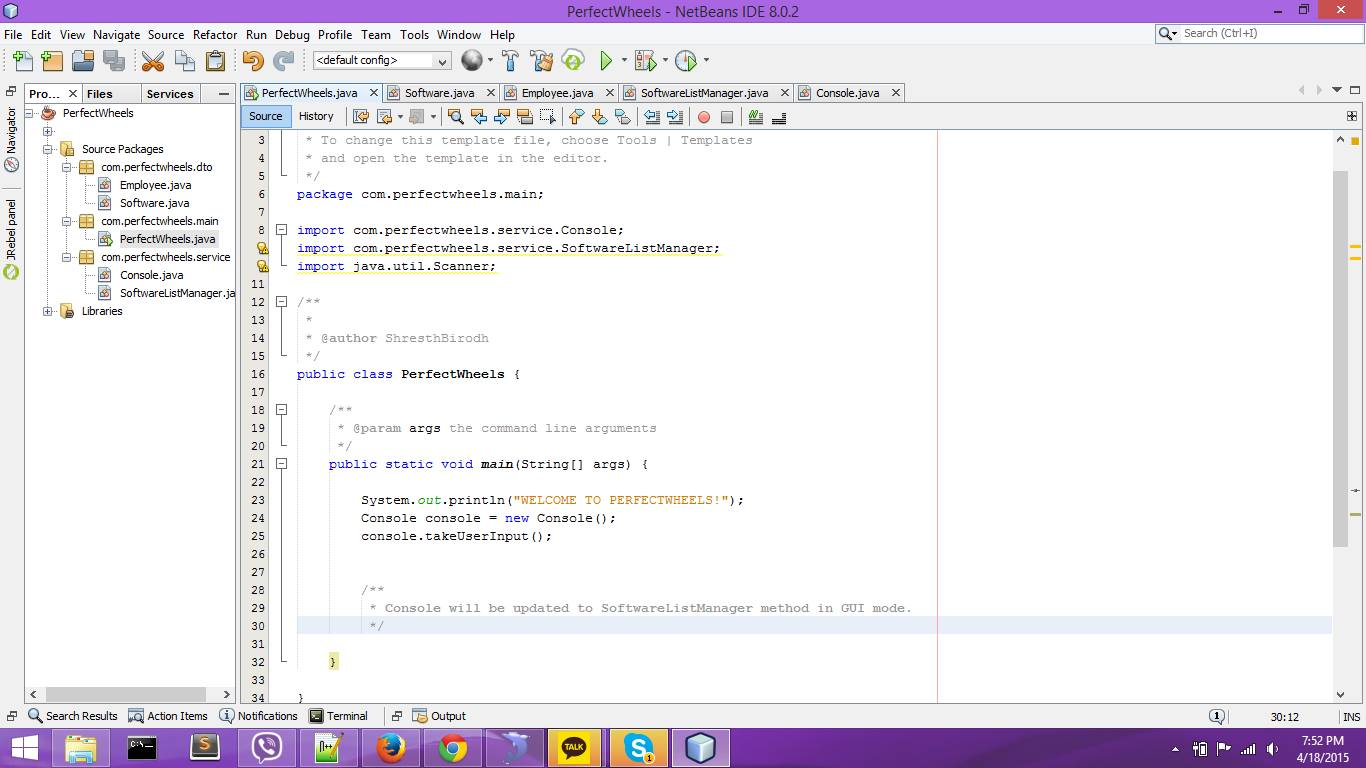 PerfectWheels - NetBeans IDE 8.0.2
File Edit View Navigate Source Refactor Run Debug Profile Team Tools Window Help
Search (Ctrl+I)
<default config>
Pro... Files Services
PerfectWheels.java Software.java Employee.java SoftwareListManager.java Console.java
Source History
Navigator
JRebel panel
PerfectWheels
Source Packages
com.perfectwheels.dto
Employee.java
Software.java
com.perfectwheels.main
PerfectWheels.java
com.perfectwheels.service
Console.java
SoftwareListManager.ja
Libraries
3 * To change this template file, choose Tools | Templates
4 * and open the template in the editor.
5 */
6 package com.perfectwheels.main;
7
8 import com.perfectwheels.service.Console;
import com.perfectwheels.service.SoftwareListManager;
import java.util.Scanner;
11
12 /**
13 *
14 * @author ShresthBirodh
15 */
16 public class PerfectWheels {
17
18 /**
19 * @param args the command line arguments
20 */
21 public static void main(String[] args) {
22
23 System.out.println("WELCOME TO PERFECTWHEELS!");
24 Console console = new Console();
25 console.takeUserInput();
26
27
28 /**
29 * Console will be updated to SoftwareListManager method in GUI mode.
30 */
31
32 }
33
34 }
Search Results Action Items Notifications Terminal Output
1 30:12 INS
C:\_
S
n++
TALK
S 1
7:52 PM
4/18/2015